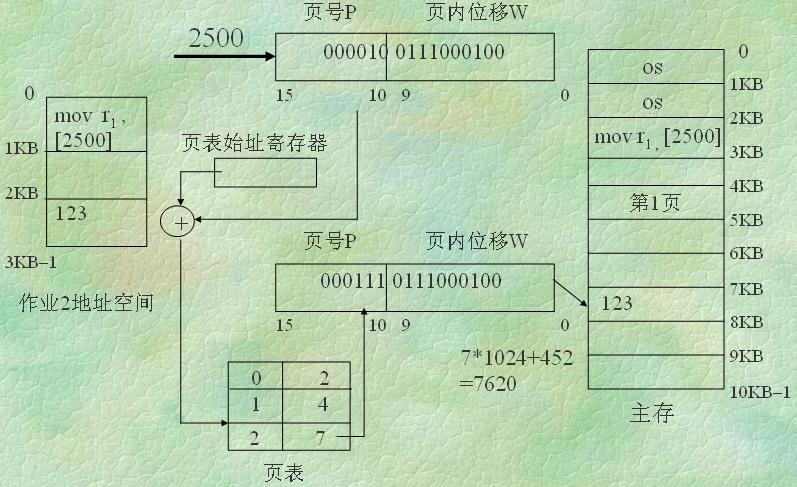 页号P 页内位移W
2500
000010 0111000100
15 10 9 0
0
mov r1 ,
[2500]
1KB
2KB
123
3KB-1
作业2地址空间
页表始址寄存器
+
页号P 页内位移W
000111 0111000100
15 10 9 0
7*1024+452
=7620
0 2
1 4
2 7
页表
0
os
1KB
os
2KB
mov r1 , [2500]
3KB
4KB
第1页
5KB
6KB
7KB
123
8KB
9KB
10KB-1
主存